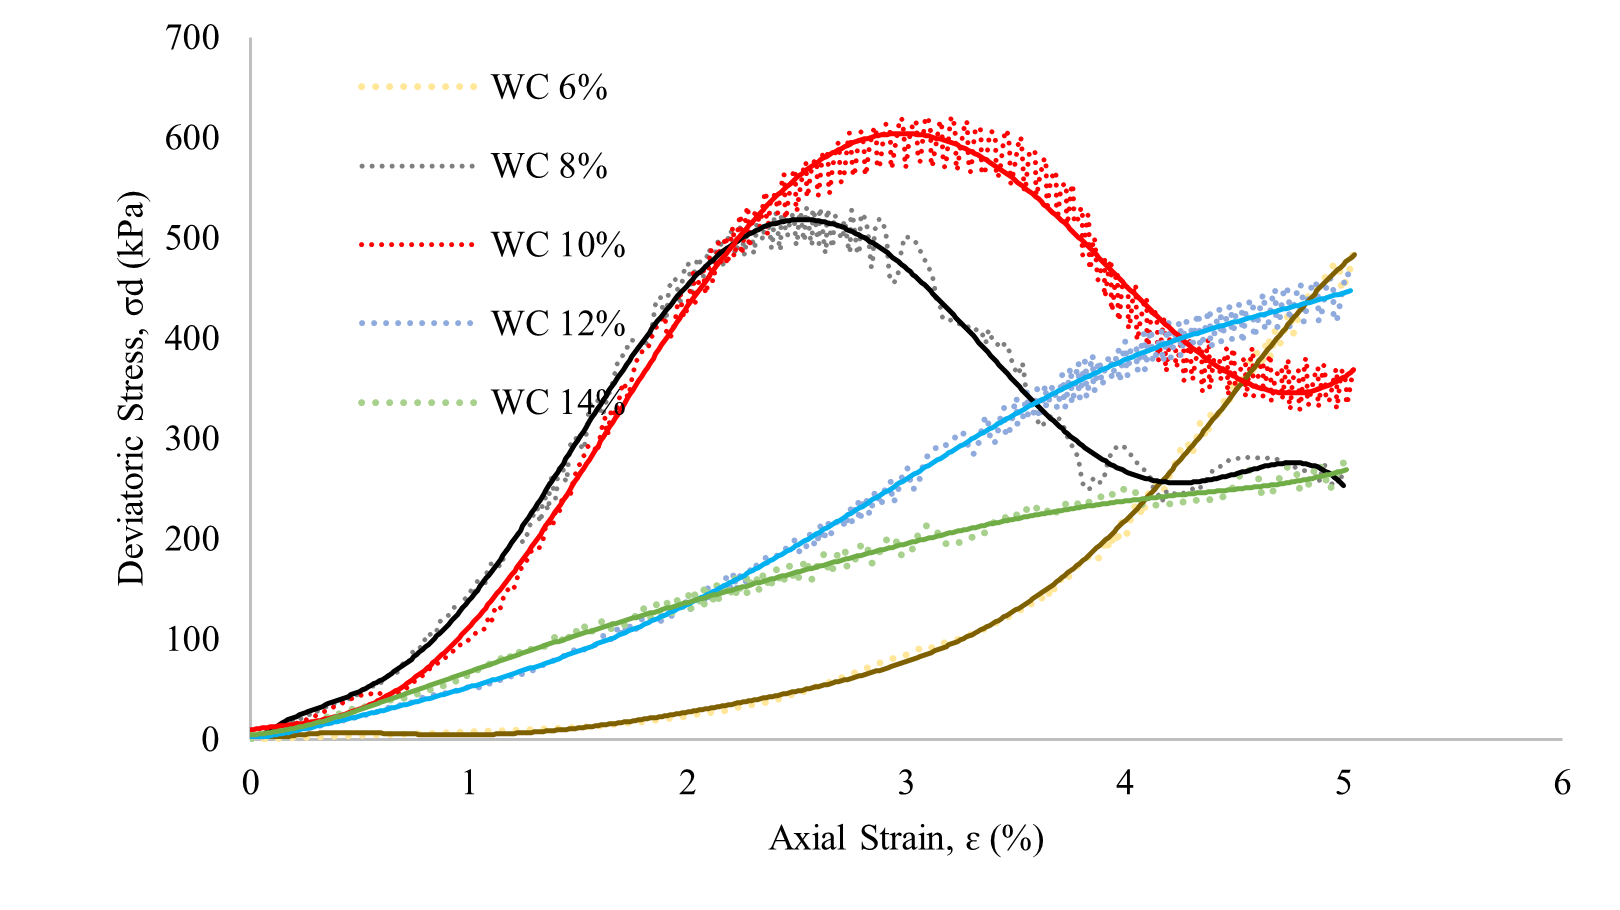 700
600
500
400
300
200
100
0
Deviatoric Stress, σd (kPa)
WC 6%
WC 8%
WC 10%
WC 12%
WC 14%
0 1 2 3 4 5 6
Axial Strain, ε (%)